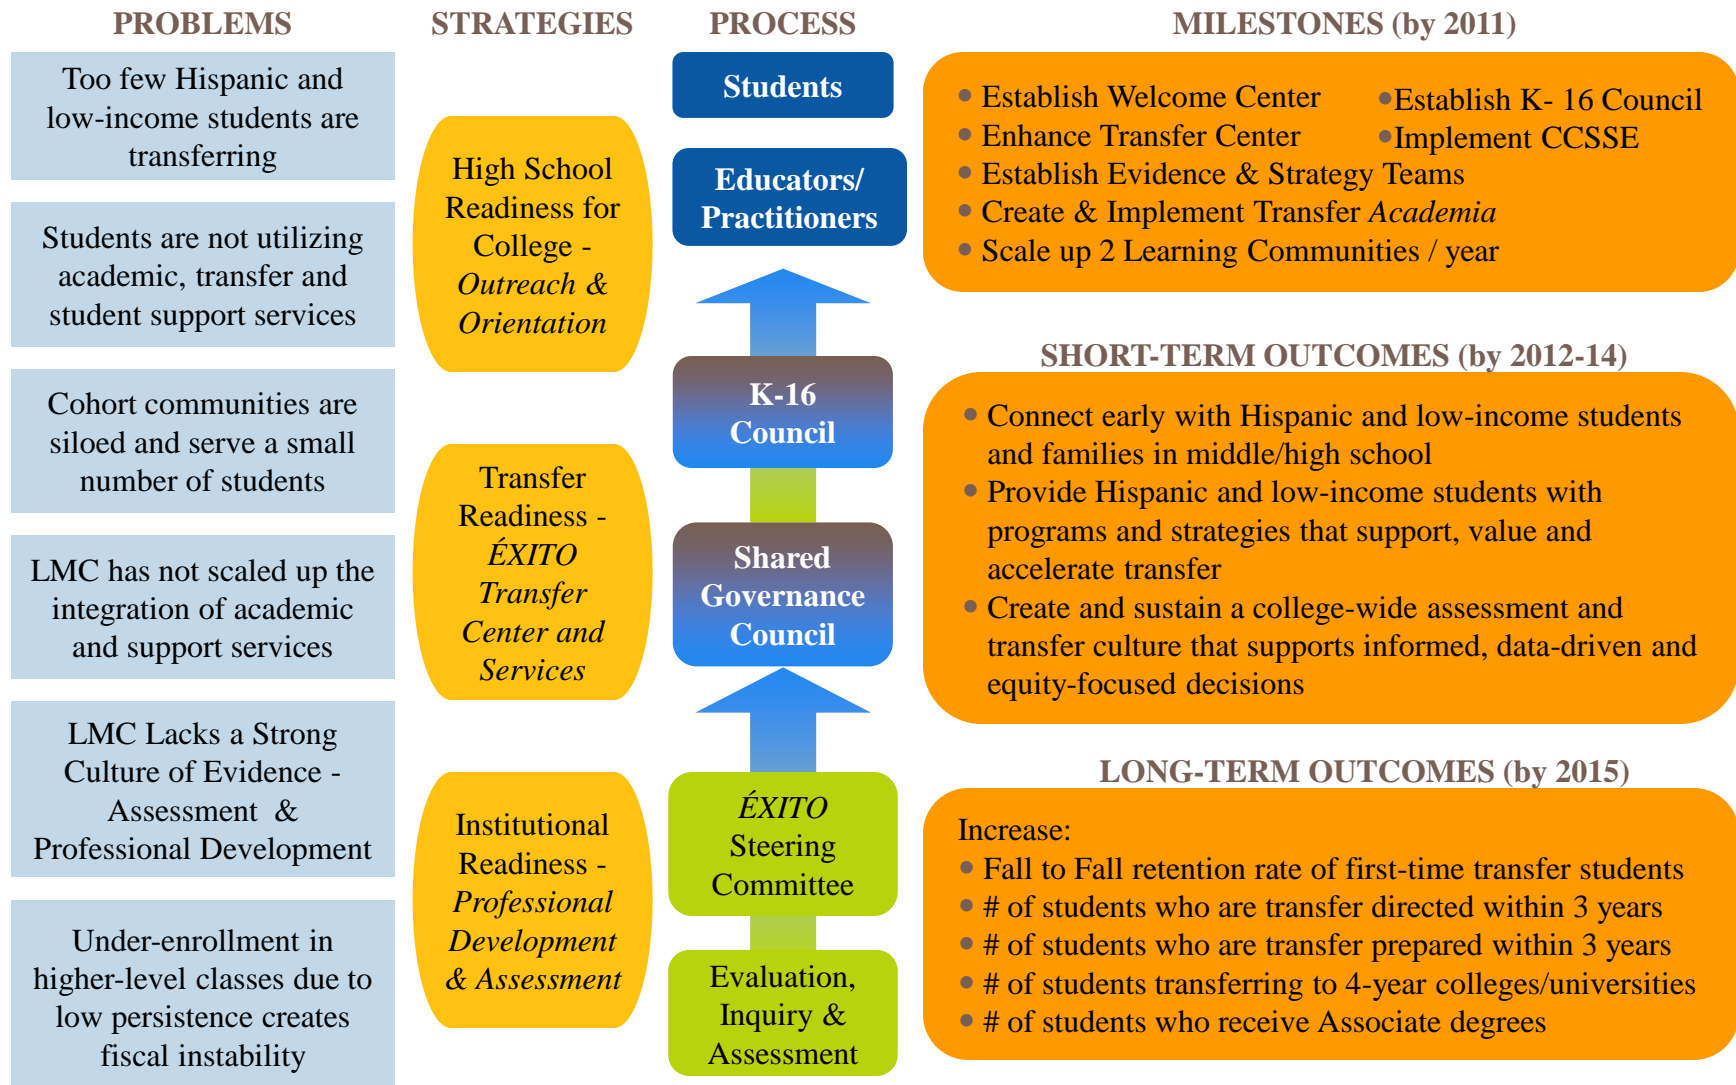 PROBLEMS
Too few Hispanic and
low-income students are
transferring
Students are not utilizing
academic, transfer and
student support services
Cohort communities are
siloed and serve a small
number of students
LMC has not scaled up the
integration of academic
and support services
LMC Lacks a Strong
Culture of Evidence -
Assessment &
Professional Development
Under-enrollment in
higher-level classes due to
low persistence creates
fiscal instability
STRATEGIES
High School
Readiness for
College -
Outreach &
Orientation
Transfer
Readiness -
ÉXITO
Transfer
Center and
Services
Institutional
Readiness -
Professional
Development
& Assessment
PROCESS
Students
Educators/
Practitioners
K-16
Council
Shared
Governance
Council
ÉXITO
Steering
Committee
Evaluation,
Inquiry &
Assessment
MILESTONES (by 2011)
• Establish Welcome Center •Establish K- 16 Council
• Enhance Transfer Center •Implement CCSSE
• Establish Evidence & Strategy Teams
• Create & Implement Transfer Academia
• Scale up 2 Learning Communities / year
SHORT-TERM OUTCOMES (by 2012-14)
• Connect early with Hispanic and low-income students
and families in middle/high school
• Provide Hispanic and low-income students with
programs and strategies that support, value and
accelerate transfer
• Create and sustain a college-wide assessment and
transfer culture that supports informed, data-driven and
equity-focused decisions
LONG-TERM OUTCOMES (by 2015)
Increase:
• Fall to Fall retention rate of first-time transfer students
• # of students who are transfer directed within 3 years
• # of students who are transfer prepared within 3 years
• # of students transferring to 4-year colleges/universities
• # of students who receive Associate degrees